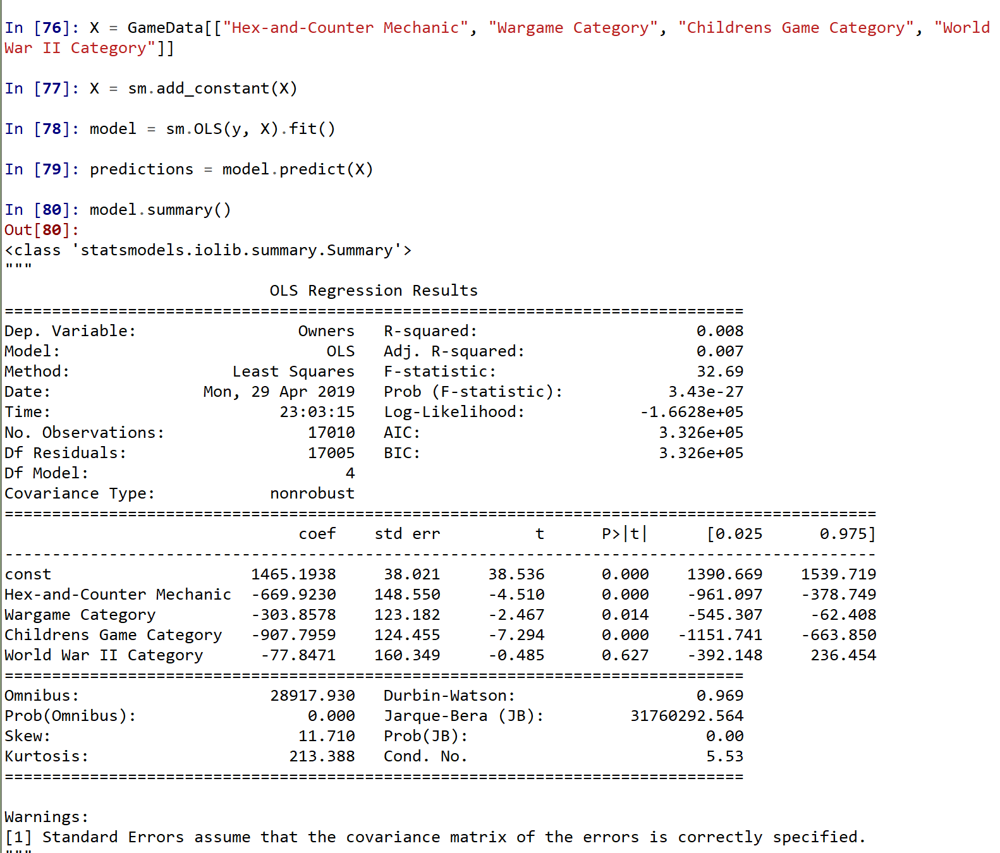 In [76]: X = GameData[["Hex-and-Counter Mechanic", "Wargame Category", "Childrens Game Category", "World
War II Category"]]
In [77]: X = sm.add_constant(X)
In [78]: model = sm.OLS(y, X).fit()
In [79]: predictions = model.predict(X)
In [80]: model.summary()
Out[80]:
<class 'statsmodels.iolib.summary.Summary'>
"""
OLS Regression Results
==============================================================================
Dep. Variable: Owners R-squared: 0.008
Model: OLS Adj. R-squared: 0.007
Method: Least Squares F-statistic: 32.69
Date: Mon, 29 Apr 2019 Prob (F-statistic): 3.43e-27
Time: 23:03:15 Log-Likelihood: -1.6628e+05
No. Observations: 17010 AIC: 3.326e+05
Df Residuals: 17005 BIC: 3.326e+05
Df Model: 4
Covariance Type: nonrobust
============================================================================================
coef std err t P>|t| [0.025 0.975]
--------------------------------------------------------------------------------------------
const 1465.1938 38.021 38.536 0.000 1390.669 1539.719
Hex-and-Counter Mechanic -669.9230 148.550 -4.510 0.000 -961.097 -378.749
Wargame Category -303.8578 123.182 -2.467 0.014 -545.307 -62.408
Childrens Game Category -907.7959 124.455 -7.294 0.000 -1151.741 -663.850
World War II Category -77.8471 160.349 -0.485 0.627 -392.148 236.454
==============================================================================
Omnibus: 28917.930 Durbin-Watson: 0.969
Prob(Omnibus): 0.000 Jarque-Bera (JB): 31760292.564
Skew: 11.710 Prob(JB): 0.00
Kurtosis: 213.388 Cond. No. 5.53
==============================================================================
Warnings:
[1] Standard Errors assume that the covariance matrix of the errors is correctly specified.
"""